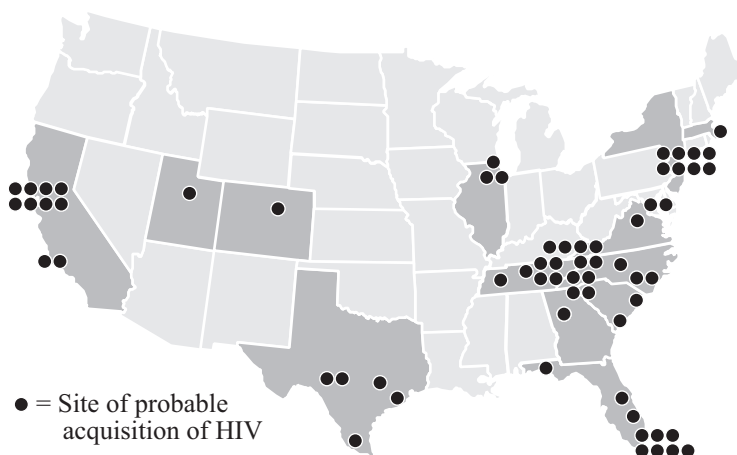 ● = Site of probable
acquisition of HIV